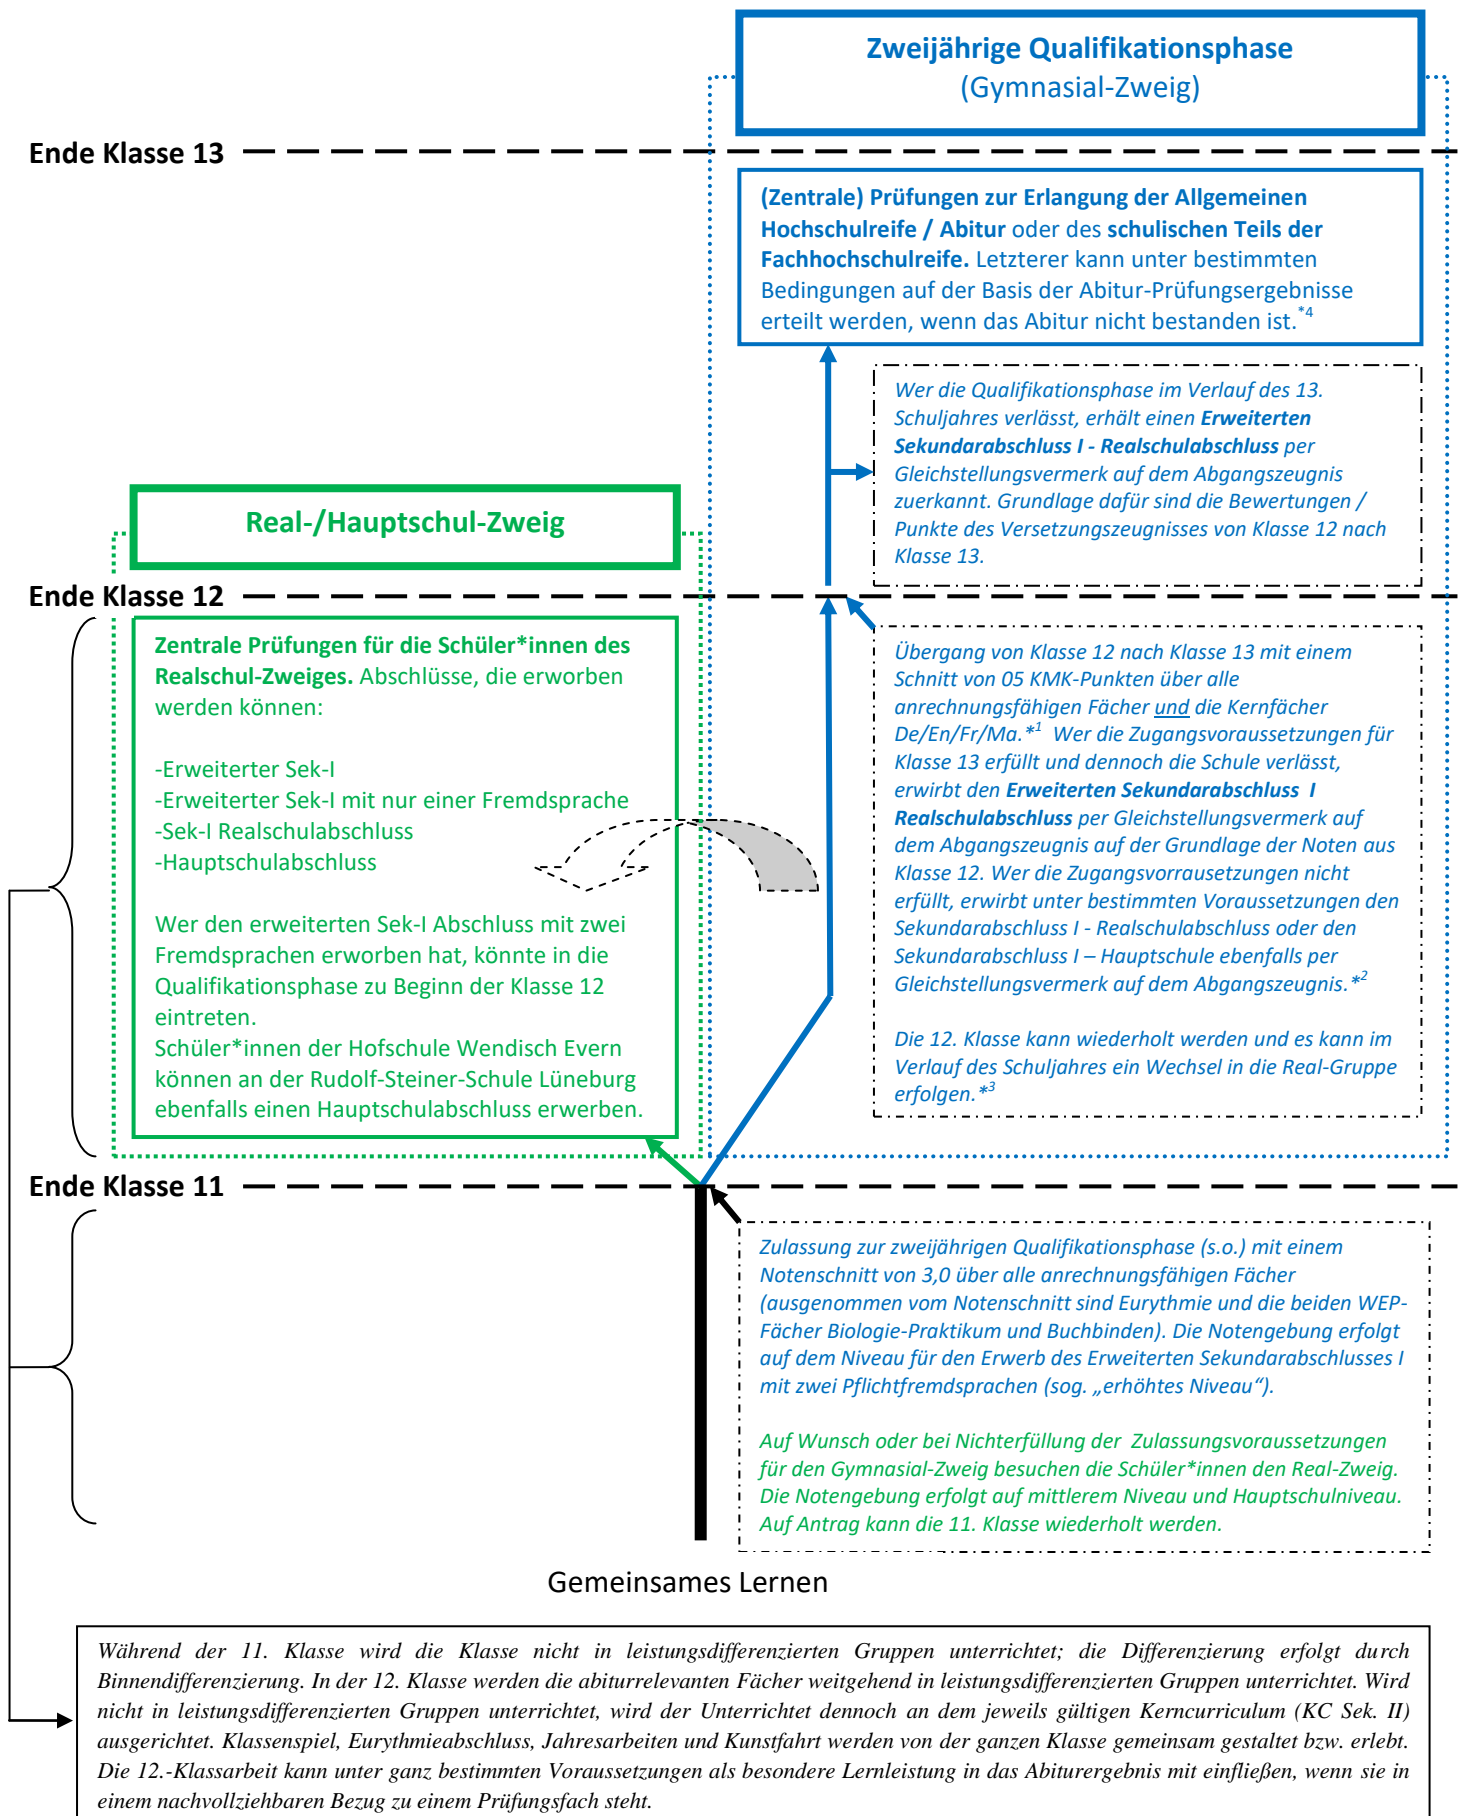 Zweijährige Qualifikationsphase
(Gymnasial-Zweig)
Ende Klasse 13
(Zentrale) Prüfungen zur Erlangung der Allgemeinen
Hochschulreife / Abitur oder des schulischen Teils der
Fachhochschulreife. Letzterer kann unter bestimmten
Bedingungen auf der Basis der Abitur-Prüfungsergebnisse
erteilt werden, wenn das Abitur nicht bestanden ist.*4
Wer die Qualifikationsphase im Verlauf des 13.
Schuljahres verlässt, erhält einen Erweiterten
Sekundarabschluss I - Realschulabschluss per
Gleichstellungsvermerk auf dem Abgangszeugnis
zuerkannt. Grundlage dafür sind die Bewertungen /
Punkte des Versetzungszeugnisses von Klasse 12 nach
Klasse 13.
Real-/Hauptschul-Zweig
Ende Klasse 12
Zentrale Prüfungen für die Schüler*innen des
Realschul-Zweiges. Abschlüsse, die erworben
werden können:
-Erweiterter Sek-I
-Erweiterter Sek-I mit nur einer Fremdsprache
-Sek-I Realschulabschluss
-Hauptschulabschluss
Wer den erweiterten Sek-I Abschluss mit zwei
Fremdsprachen erworben hat, könnte in die
Qualifikationsphase zu Beginn der Klasse 12
eintreten.
Schüler*innen der Hofschule Wendisch Evern
können an der Rudolf-Steiner-Schule Lüneburg
ebenfalls einen Hauptschulabschluss erwerben.
Übergang von Klasse 12 nach Klasse 13 mit einem
Schnitt von 05 KMK-Punkten über alle
anrechnungsfähigen Fächer und die Kernfächer
De/En/Fr/Ma.*1 Wer die Zugangsvoraussetzungen für
Klasse 13 erfüllt und dennoch die Schule verlässt,
erwirbt den Erweiterten Sekundarabschluss I
Realschulabschluss per Gleichstellungsvermerk auf
dem Abgangszeugnis auf der Grundlage der Noten aus
Klasse 12. Wer die Zugangsvorrausetzungen nicht
erfüllt, erwirbt unter bestimmten Voraussetzungen den
Sekundarabschluss I - Realschulabschluss oder den
Sekundarabschluss I – Hauptschule ebenfalls per
Gleichstellungsvermerk auf dem Abgangszeugnis.*2
Die 12. Klasse kann wiederholt werden und es kann im
Verlauf des Schuljahres ein Wechsel in die Real-Gruppe
erfolgen.*3
Ende Klasse 11
Zulassung zur zweijährigen Qualifikationsphase (s.o.) mit einem
Notenschnitt von 3,0 über alle anrechnungsfähigen Fächer
(ausgenommen vom Notenschnitt sind Eurythmie und die beiden WEP-
Fächer Biologie-Praktikum und Buchbinden). Die Notengebung erfolgt
auf dem Niveau für den Erwerb des Erweiterten Sekundarabschlusses I
mit zwei Pflichtfremdsprachen (sog. „erhöhtes Niveau“).
Auf Wunsch oder bei Nichterfüllung der Zulassungsvoraussetzungen
für den Gymnasial-Zweig besuchen die Schüler*innen den Real-Zweig.
Die Notengebung erfolgt auf mittlerem Niveau und Hauptschulniveau.
Auf Antrag kann die 11. Klasse wiederholt werden.
Gemeinsames Lernen
Während der 11. Klasse wird die Klasse nicht in leistungsdifferenzierten Gruppen unterrichtet; die Differenzierung erfolgt durch
Binnendifferenzierung. In der 12. Klasse werden die abiturrelevanten Fächer weitgehend in leistungsdifferenzierten Gruppen unterrichtet. Wird
nicht in leistungsdifferenzierten Gruppen unterrichtet, wird der Unterrichtet dennoch an dem jeweils gültigen Kerncurriculum (KC Sek. II)
ausgerichtet. Klassenspiel, Eurythmieabschluss, Jahresarbeiten und Kunstfahrt werden von der ganzen Klasse gemeinsam gestaltet bzw. erlebt.
Die 12.-Klassarbeit kann unter ganz bestimmten Voraussetzungen als besondere Lernleistung in das Abiturergebnis mit einfließen, wenn sie in
einem nachvollziehbaren Bezug zu einem Prüfungsfach steht.